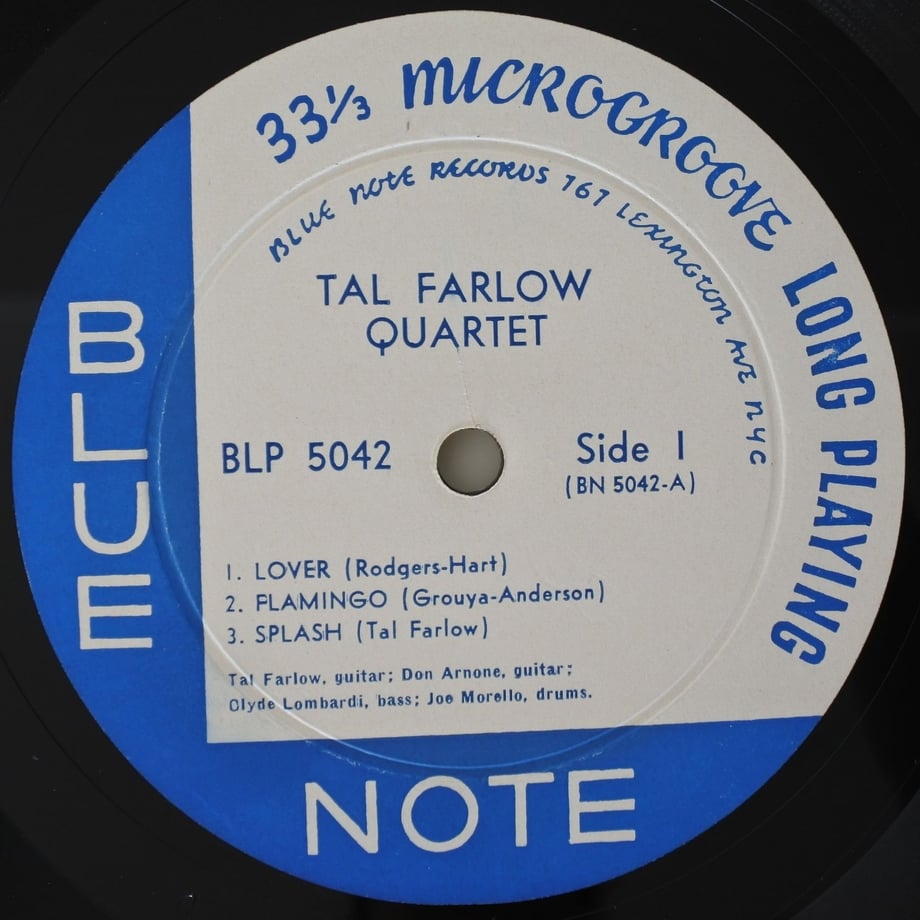 33⅓ MICROGROOVE LONG PLAYING
BLUE NOTE RECORDS 767 LEXINGTON AVE NYC
TAL FARLOW
QUARTET
BLP 5042
Side 1
(BN 5042-A)
1. LOVER (Rodgers-Hart)
2. FLAMINGO (Grouya-Anderson)
3. SPLASH (Tal Farlow)
Tal Farlow, guitar; Don Arnone, guitar;
Clyde Lombardi, bass; Joe Morello, drums.
BLUE
NOTE